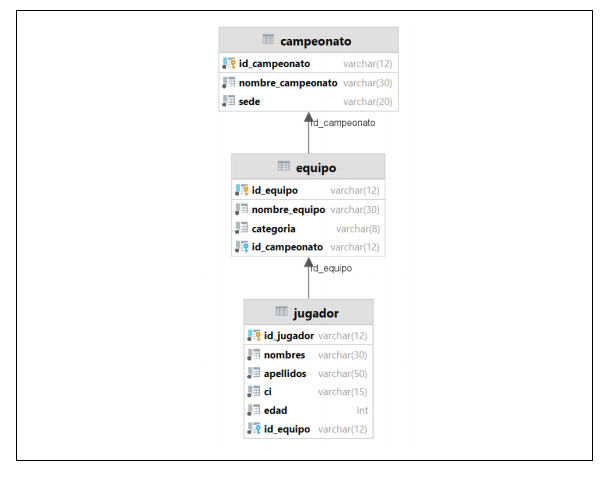 campeonato
id_campeonato varchar(12)
nombre_campeonato varchar(30)
sede varchar(20)
id_campeonato
equipo
id_equipo varchar(12)
nombre_equipo varchar(30)
categoria varchar(8)
id_campeonato varchar(12)
id_equipo
jugador
id_jugador varchar(12)
nombres varchar(30)
apellidos varchar(50)
ci varchar(15)
edad int
id_equipo varchar(12)